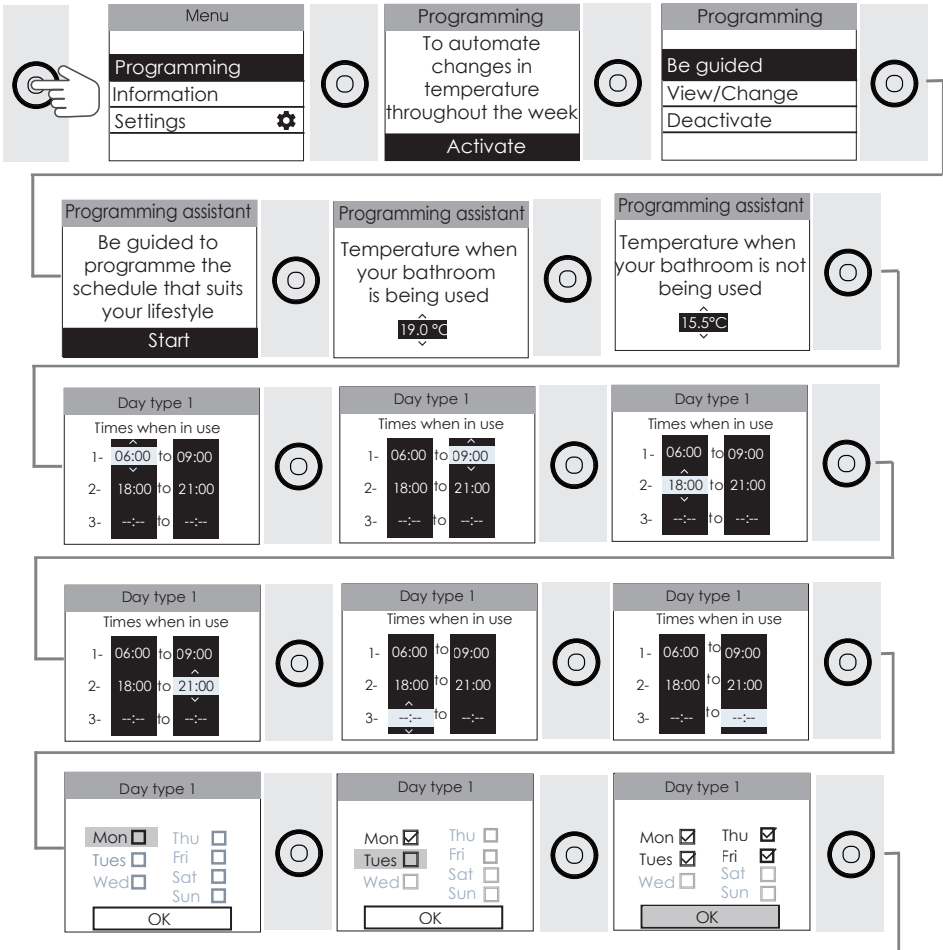 Menu
Programming
Information
Settings
Programming
To automate
changes in
temperature
throughout the week
Activate
Programming
Be guided
View/Change
Deactivate
Programming assistant
Be guided to
programme the
schedule that suits
your lifestyle
Start
Programming assistant
Temperature when
your bathroom
is being used
19.0 °C
Programming assistant
Temperature when
your bathroom is not
being used
15.5°C
Day type 1
Times when in use
1- 06:00 to 09:00
2- 18:00 to 21:00
3- --:-- to --:--
Day type 1
Times when in use
1- 06:00 to 09:00
2- 18:00 to 21:00
3- --:-- to --:--
Day type 1
Times when in use
1- 06:00 to 09:00
2- 18:00 to 21:00
3- --:-- to --:--
Day type 1
Times when in use
1- 06:00 to 09:00
2- 18:00 to 21:00
3- --:-- to --:--
Day type 1
Times when in use
1- 06:00 to 09:00
2- 18:00 to 21:00
3- --:-- to --:--
Day type 1
Times when in use
1- 06:00 to 09:00
2- 18:00 to 21:00
3- --:-- to --:--
Day type 1
Mon Thu
Tues Fri
Wed Sat
Sun
OK
Day type 1
Mon Thu
Tues Fri
Wed Sat
Sun
OK
Day type 1
Mon Thu
Tues Fri
Wed Sat
Sun
OK